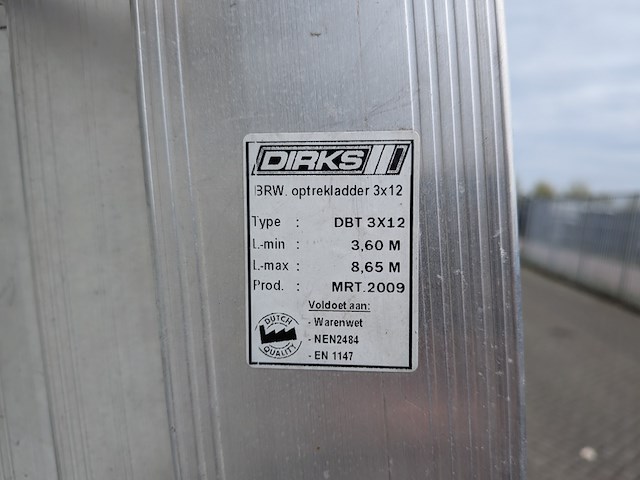 DIRKS
BRW. optrekladder 3x12
Type : DBT 3X12
L-min : 3,60 M
L-max : 8,65 M
Prod. : MRT.2009
Voldoet aan:
- Warenwet
- NEN2484
- EN 1147
DUTCH
QUALITY